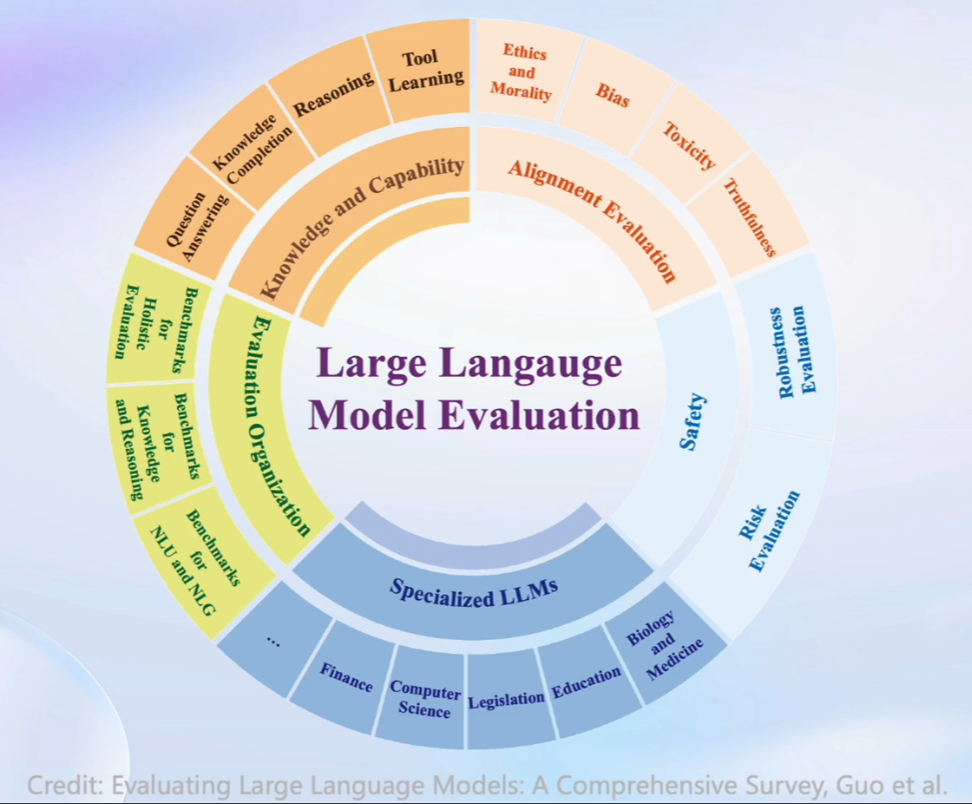 Tool
Learning
Reasoning
Knowledge
Completion
Question
Answering
Knowledge and Capability
Ethics
and
Morality
Bias
Toxicity
Truthfulness
Alignment Evaluation
Robustness
Evaluation
Risk
Evaluation
Safety
Large Langauge
Model Evaluation
Evaluation Organization
Benchmarks
for
Holistic
Evaluation
Benchmarks
for
Knowledge
and Reasoning
Benchmarks
for
NLU and NLG
Specialized LLMs
...
Finance
Computer
Science
Legislation
Education
Biology
and
Medicine
Credit: Evaluating Large Language Models: A Comprehensive Survey, Guo et al.